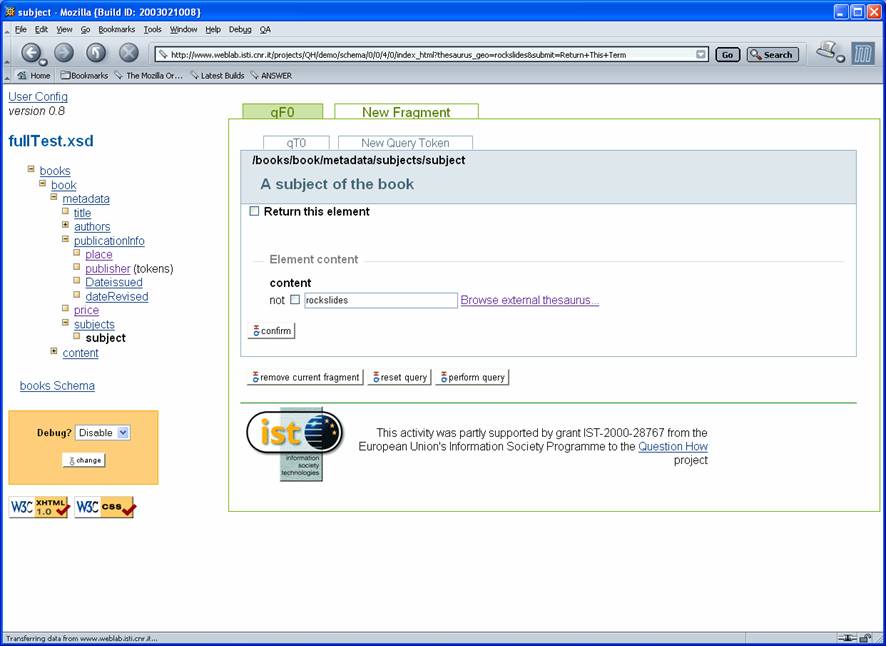 subject - Mozilla {Build ID: 2003021008}
File Edit View Go Bookmarks Tools Window Help Debug QA
http://www.weblab.isti.cnr.it/projects/QH/demo/schema/0/0/4/0/index_html?thesaurus_geo=rockslides&submit=Return+This+Term Go Search
Home Bookmarks The Mozilla Or... Latest Builds ANSWER
User Config
version 0.8
fullTest.xsd
books
book
metadata
title
authors
publicationInfo
place
publisher (tokens)
Dateissued
dateRevised
price
subjects
subject
content
books Schema
Debug? Disable
change
W3C XHTML 1.0
W3C css
qF0 New Fragment
qT0 New Query Token
/books/book/metadata/subjects/subject
A subject of the book
Return this element
Element content
content
not rockslides Browse external thesaurus...
confirm
remove current fragment reset query perform query
ist
information
society
technologies
This activity was partly supported by grant IST-2000-28767 from the
European Union's Information Society Programme to the Question How
project
Transferring data from www.weblab.isti.cnr.it...